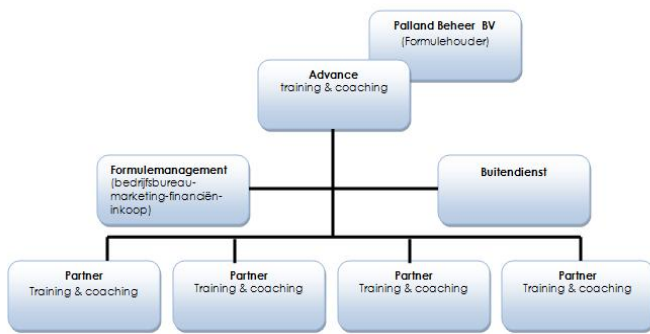 Palland Beheer BV
(Formulehouder)
Advance
training & coaching
Formulemanagement
(bedrijfsbureau-
marketing-financiën-
inkoop)
Buitendienst
Partner
Training & coaching
Partner
Training & coaching
Partner
Training & coaching
Partner
Training & coaching